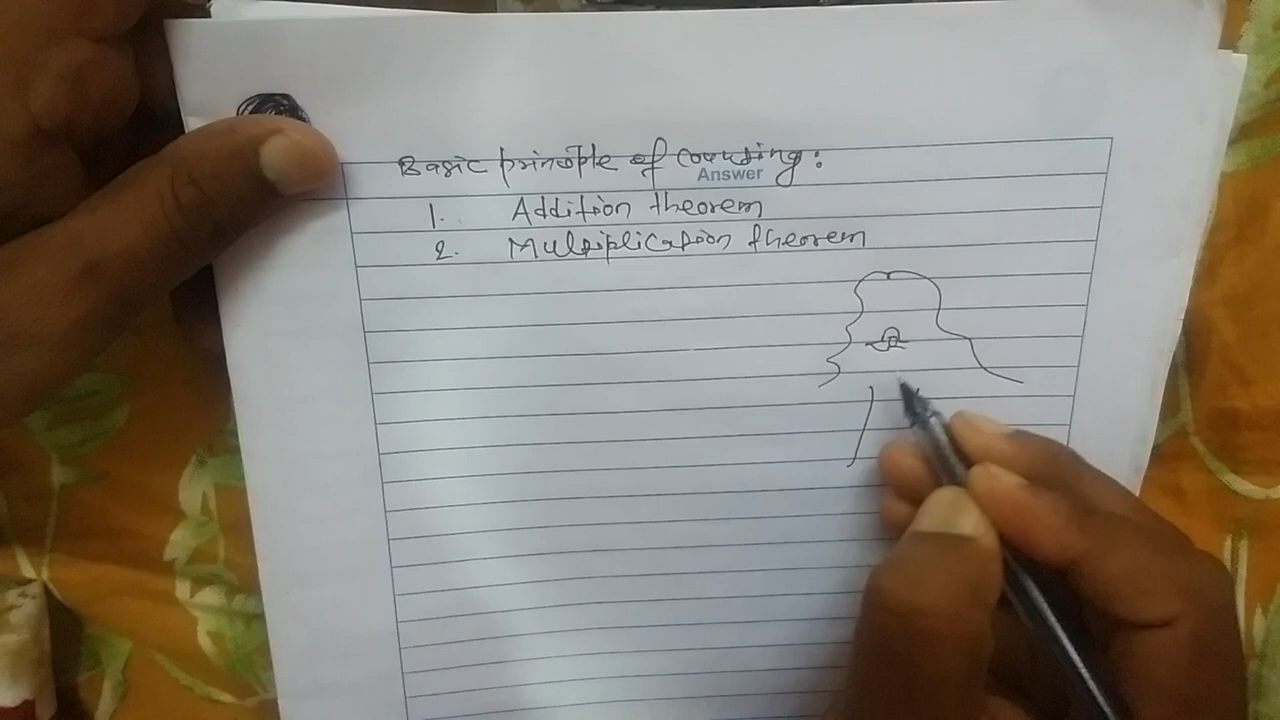 Basic principle of counting:
Answer
1. Addition theorem
2. Multiplication theorem